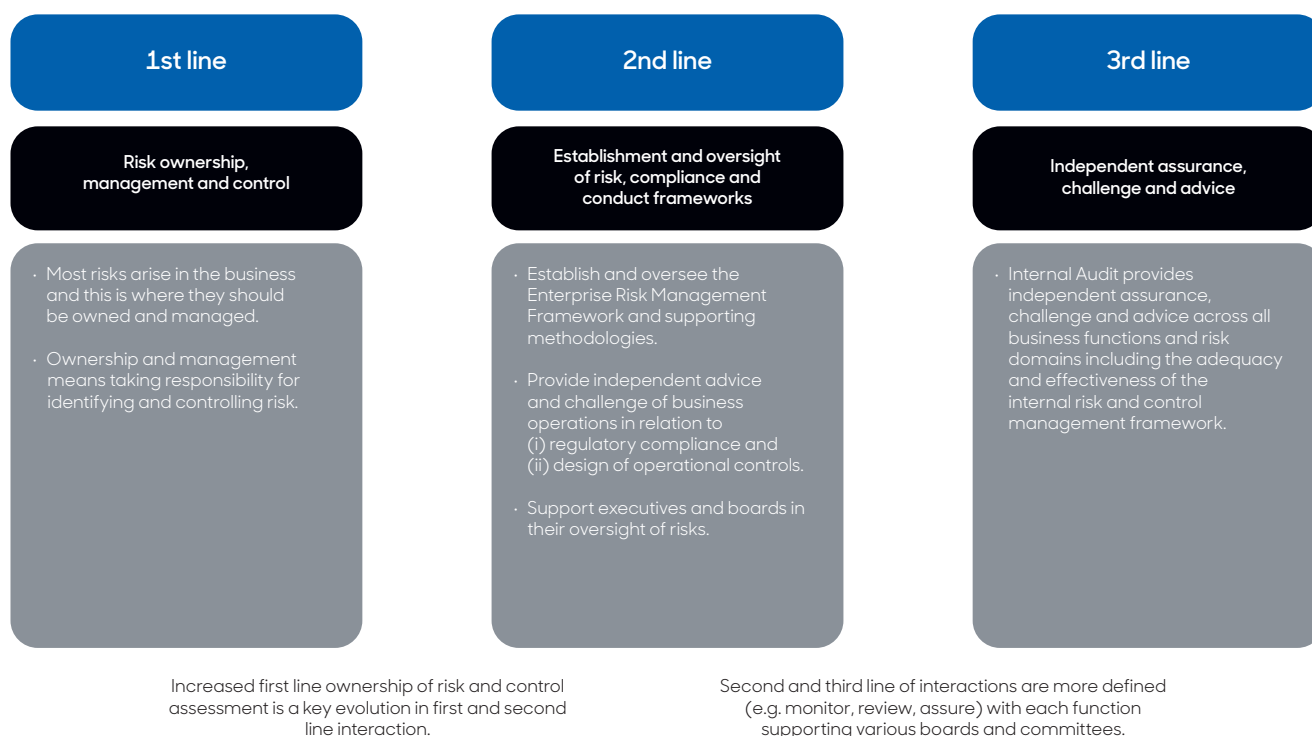 1st line
Risk ownership,
management and control
· Most risks arise in the business
and this is where they should
be owned and managed.
· Ownership and management
means taking responsibility for
identifying and controlling risk.
2nd line
Establishment and oversight
of risk, compliance and
conduct frameworks
· Establish and oversee the
Enterprise Risk Management
Framework and supporting
methodologies.
· Provide independent advice
and challenge of business
operations in relation to
(i) regulatory compliance and
(ii) design of operational controls.
· Support executives and boards in
their oversight of risks.
3rd line
Independent assurance,
challenge and advice
· Internal Audit provides
independent assurance,
challenge and advice across all
business functions and risk
domains including the adequacy
and effectiveness of the
internal risk and control
management framework.
Increased first line ownership of risk and control
assessment is a key evolution in first and second
line interaction.
Second and third line of interactions are more defined
(e.g. monitor, review, assure) with each function
supporting various boards and committees.